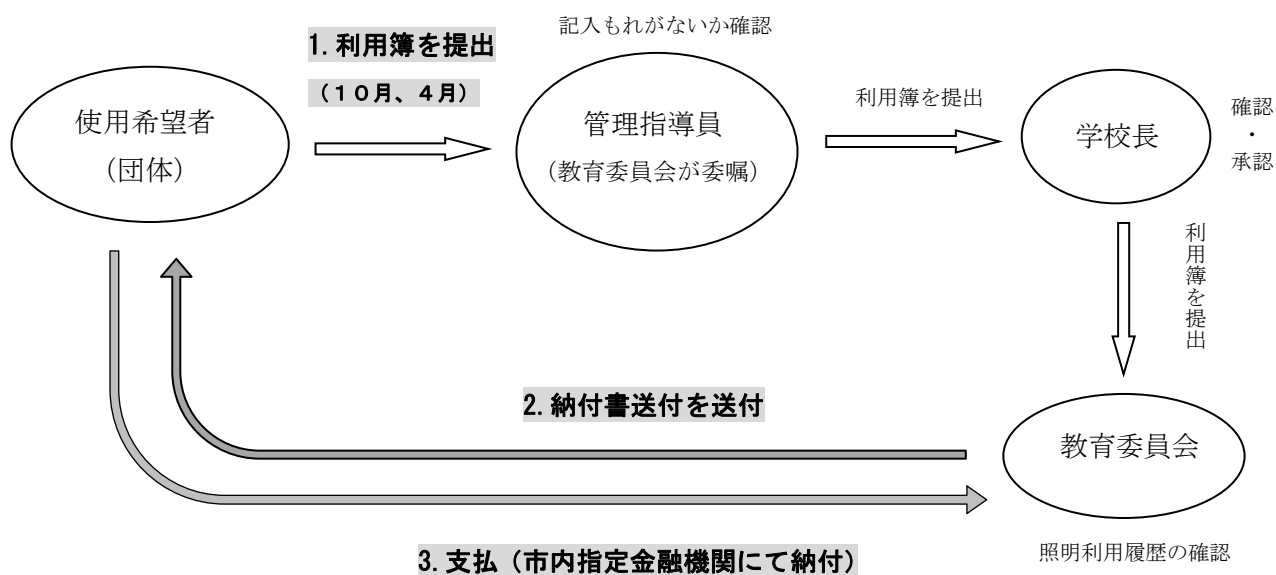 記入もれがないか確認
1.利用簿を提出
（１０月、４月）
使用希望者
（団体）
管理指導員
（教育委員会が委嘱）
利用簿を提出
学校長
確認
・
承認
利用簿を提出
2.納付書送付を送付
教育委員会
照明利用履歴の確認
3.支払（市内指定金融機関にて納付）